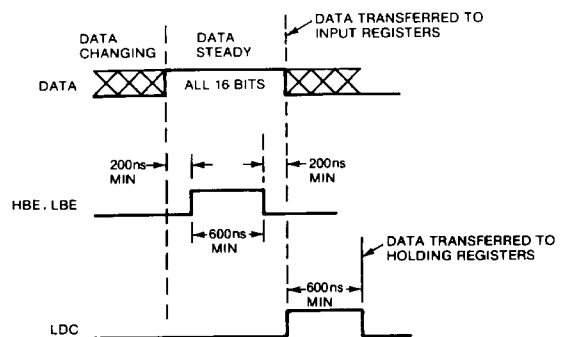 DATA TRANSFERRED TO
INPUT REGISTERS
DATA
CHANGING
DATA
STEADY
DATA
ALL 16 BITS
200ns
MIN
200ns
MIN
HBE, LBE
600ns
MIN
DATA TRANSFERRED TO
HOLDING REGISTERS
600ns
MIN
LDC